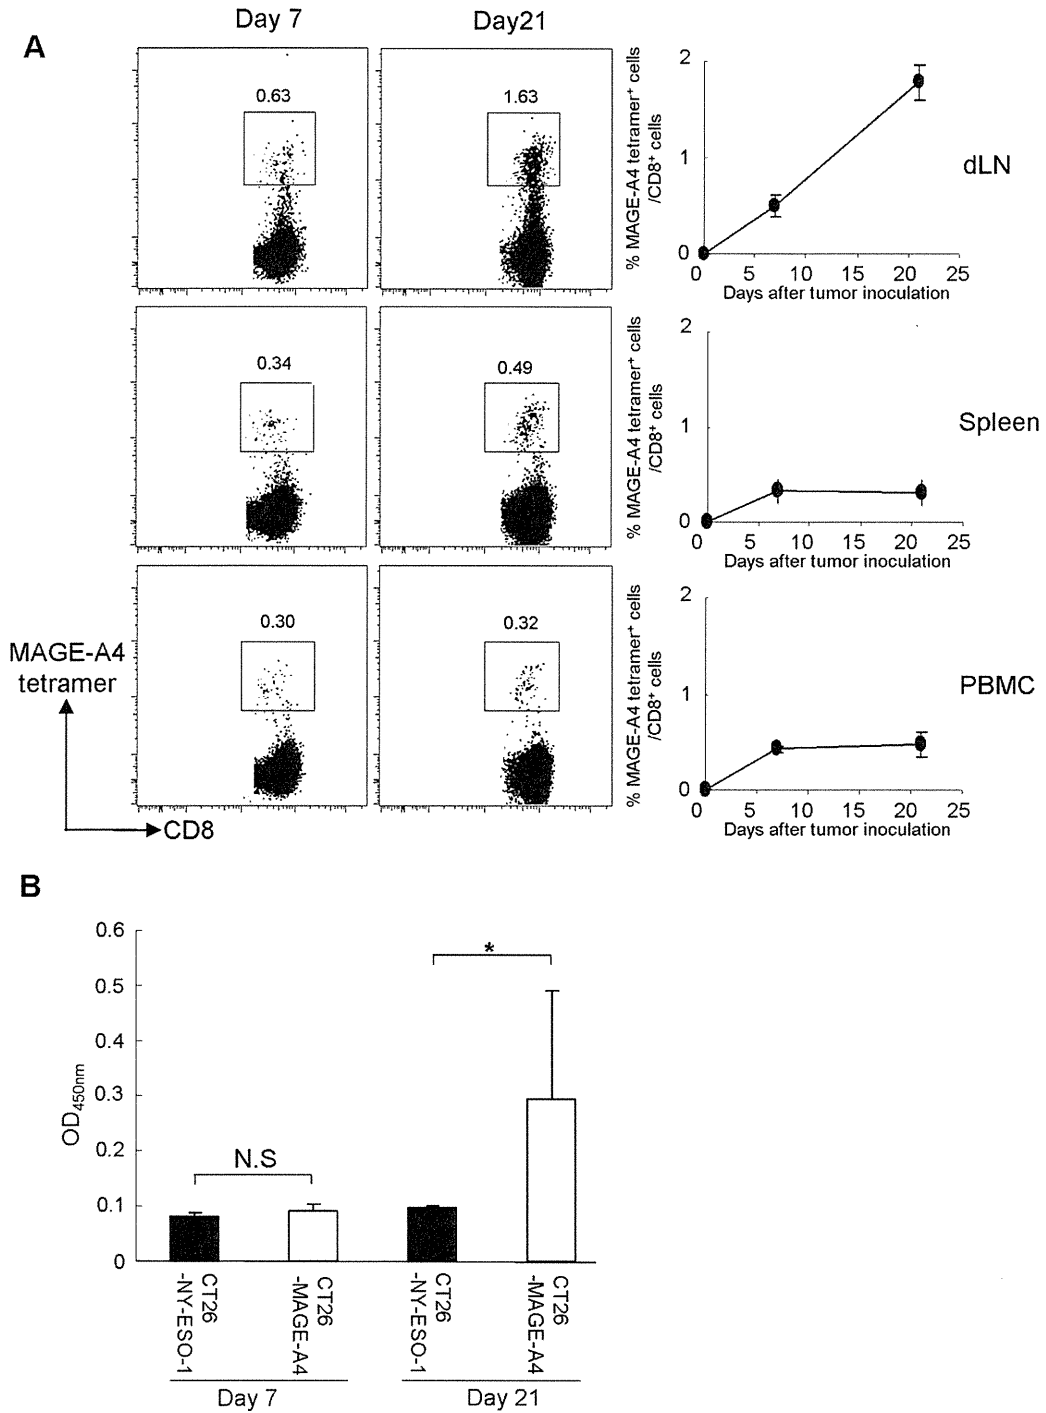 Day 7
Day21
A
0.63
1.63
% MAGE-A4 tetramer+ cells
/CD8+ cells
2
1
0
0 5 10 15 20 25
Days after tumor inoculation
dLN
0.34
0.49
% MAGE-A4 tetramer+ cells
/CD8+ cells
2
1
0
0 5 10 15 20 25
Days after tumor inoculation
Spleen
0.30
0.32
% MAGE-A4 tetramer+ cells
/CD8+ cells
2
1
0
0 5 10 15 20 25
Days after tumor inoculation
PBMC
MAGE-A4
tetramer
CD8
B
OD450nm
0.6
0.5
0.4
0.3
0.2
0.1
0
N.S
*
CT26
-NY-ESO-1
CT26
-MAGE-A4
CT26
-NY-ESO-1
CT26
-MAGE-A4
Day 7
Day 21